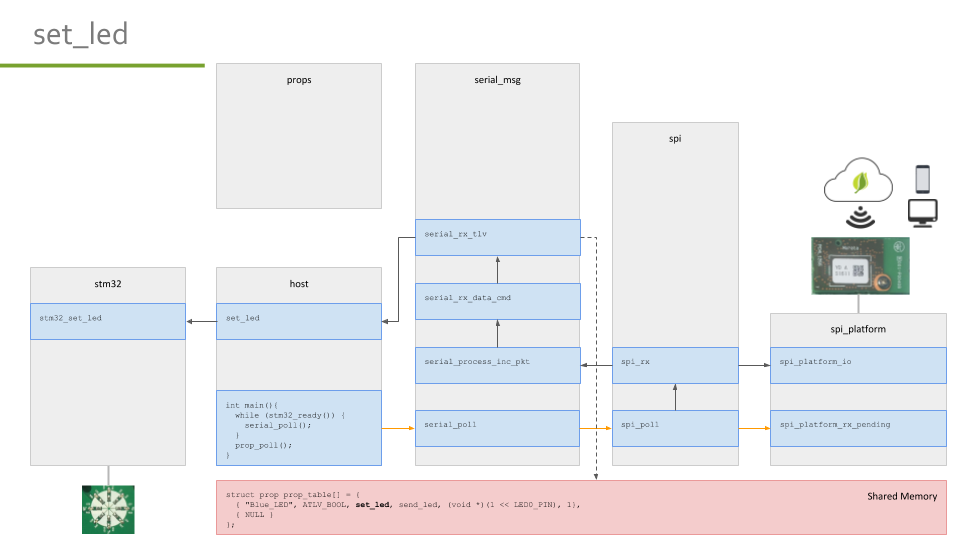 set_led
props
serial_msg
spi
serial_rx_tlv
stm32
host
serial_rx_data_cmd
stm32_set_led
set_led
spi_platform
serial_process_inc_pkt
spi_rx
spi_platform_io
int main(){
while (stm32_ready()) {
serial_poll();
}
prop_poll();
}
serial_poll
spi_poll
spi_platform_rx_pending
Shared Memory
struct prop prop_table[] = {
{ "Blue_LED", ATLV_BOOL, set_led, send_led, (void *)(1 << LED0_PIN), 1},
{ NULL }
};